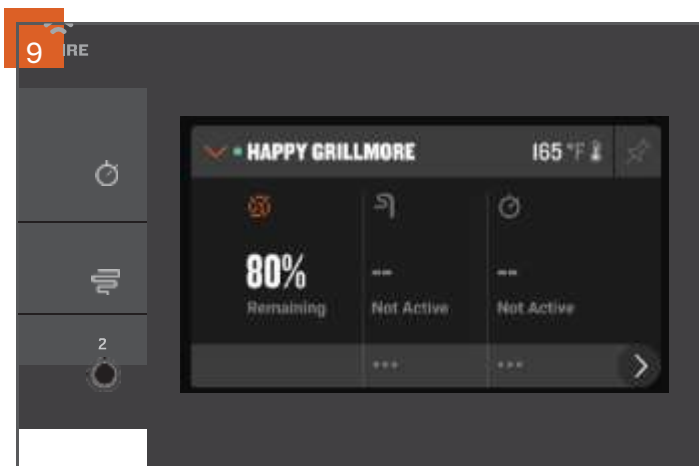 9
IRE
HAPPY GRILLMORE 165 °F
80% -- --
Remaining Not Active Not Active
2